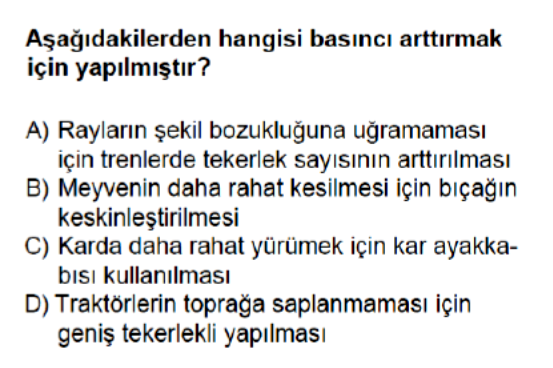 Aşağıdakilerden hangisi basıncı arttırmak
için yapılmıştır?
A) Rayların şekil bozukluğuna uğramaması
için trenlerde tekerlek sayısının arttırılması
B) Meyvenin daha rahat kesilmesi için bıçağın
keskinleştirilmesi
C) Karda daha rahat yürümek için kar ayakka-
bısı kullanılması
D) Traktörlerin toprağa saplanmaması için
geniş tekerlekli yapılması